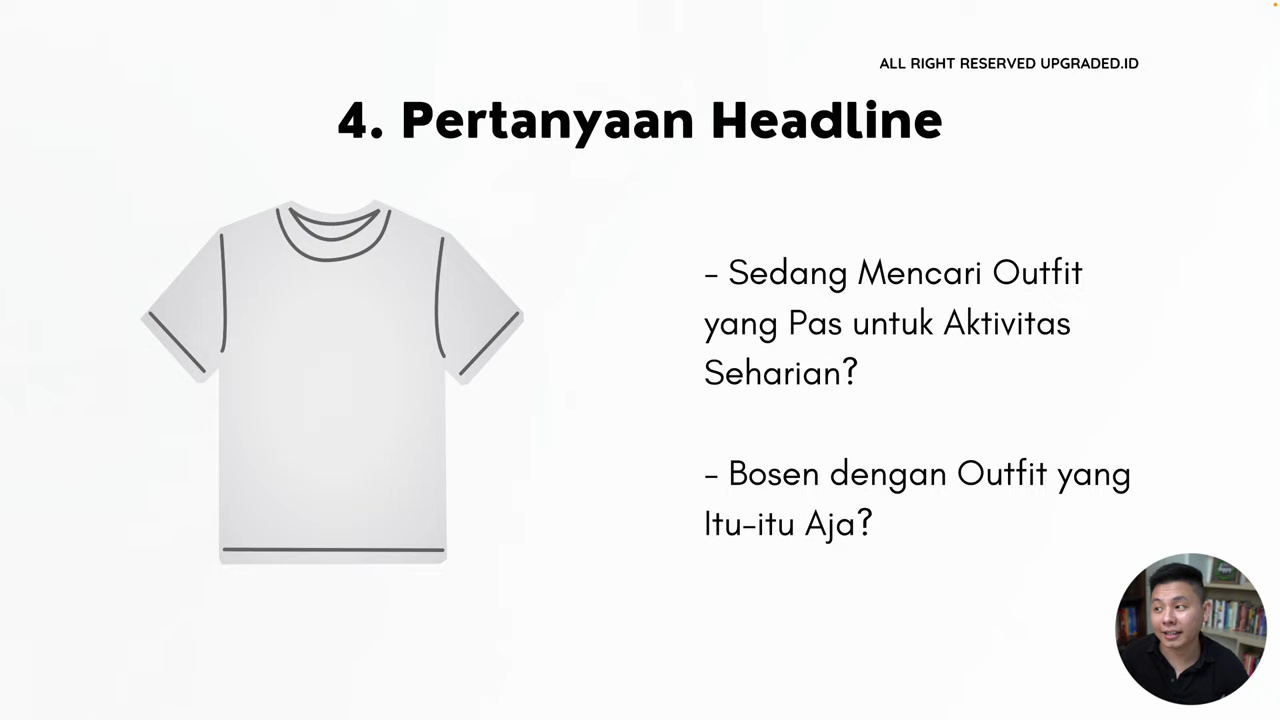 ALL RIGHT RESERVED UPGRADED.ID
4. Pertanyaan Headline
- Sedang Mencari Outfit
yang Pas untuk Aktivitas
Seharian?
- Bosen dengan Outfit yang
Itu-itu Aja?